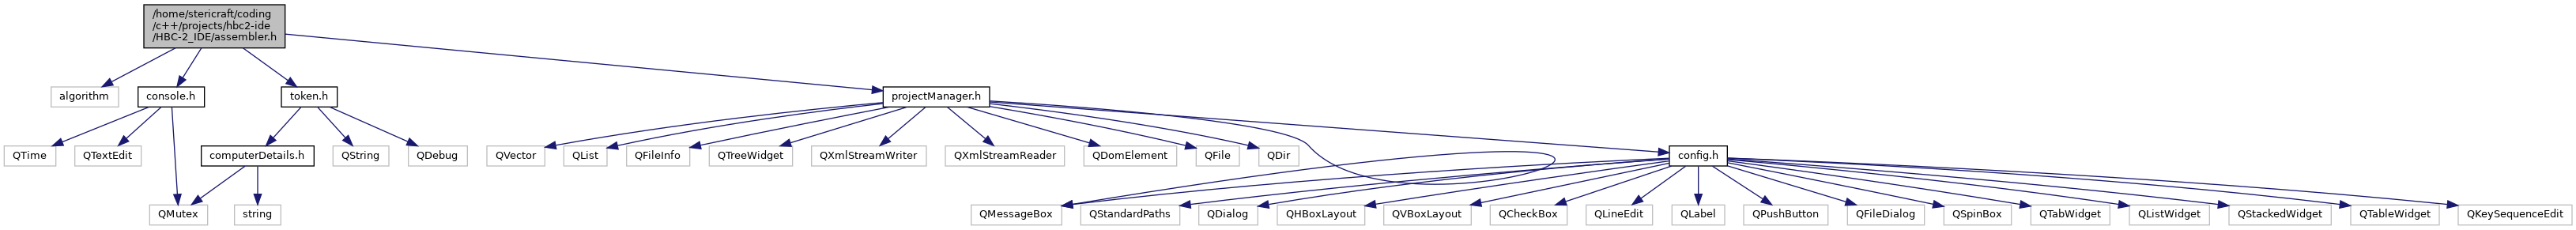 /home/stericraft/coding
/c++/projects/hbc2-ide
/HBC-2_IDE/assembler.h
algorithm
console.h
token.h
projectManager.h
QTime
QTextEdit
computerDetails.h
QString
QDebug
QVector
QList
QFileInfo
QTreeWidget
QXmlStreamWriter
QXmlStreamReader
QDomElement
QFile
QDir
config.h
QMutex
string
QMessageBox
QStandardPaths
QDialog
QHBoxLayout
QVBoxLayout
QCheckBox
QLineEdit
QLabel
QPushButton
QFileDialog
QSpinBox
QTabWidget
QListWidget
QStackedWidget
QTableWidget
QKeySequenceEdit